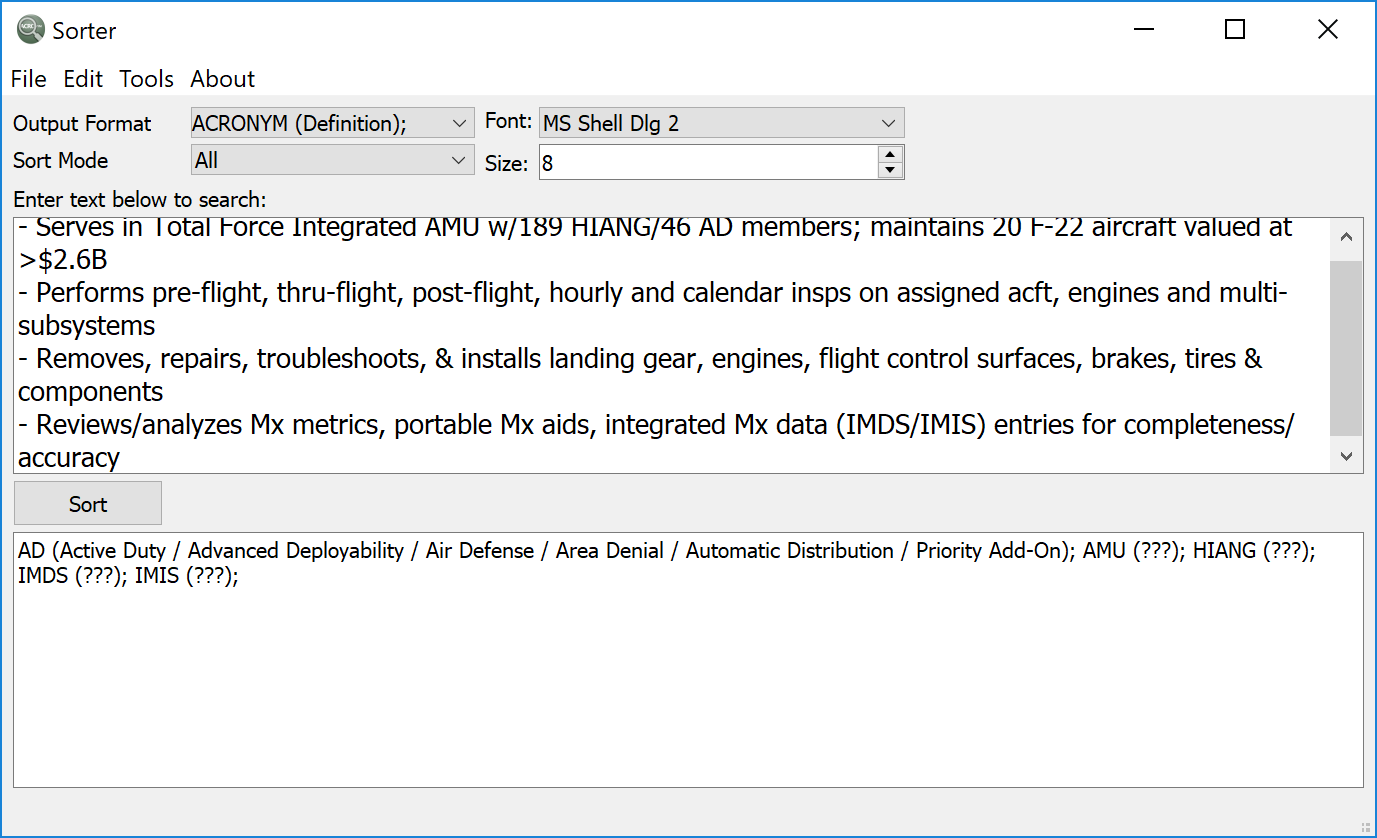 Sorter
File Edit Tools About
Output Format ACRONYM (Definition); Font: MS Shell Dlg 2
Sort Mode All Size: 8
Enter text below to search:
- Serves in Total Force Integrated AMU w/189 HIANG/46 AD members; maintains 20 F-22 aircraft valued at
>$2.6B
- Performs pre-flight, thru-flight, post-flight, hourly and calendar insps on assigned acft, engines and multi-
subsystems
- Removes, repairs, troubleshoots, & installs landing gear, engines, flight control surfaces, brakes, tires &
components
- Reviews/analyzes Mx metrics, portable Mx aids, integrated Mx data (IMDS/IMIS) entries for completeness/
accuracy
Sort
AD (Active Duty / Advanced Deployability / Air Defense / Area Denial / Automatic Distribution / Priority Add-On); AMU (???); HIANG (???);
IMDS (???); IMIS (???);